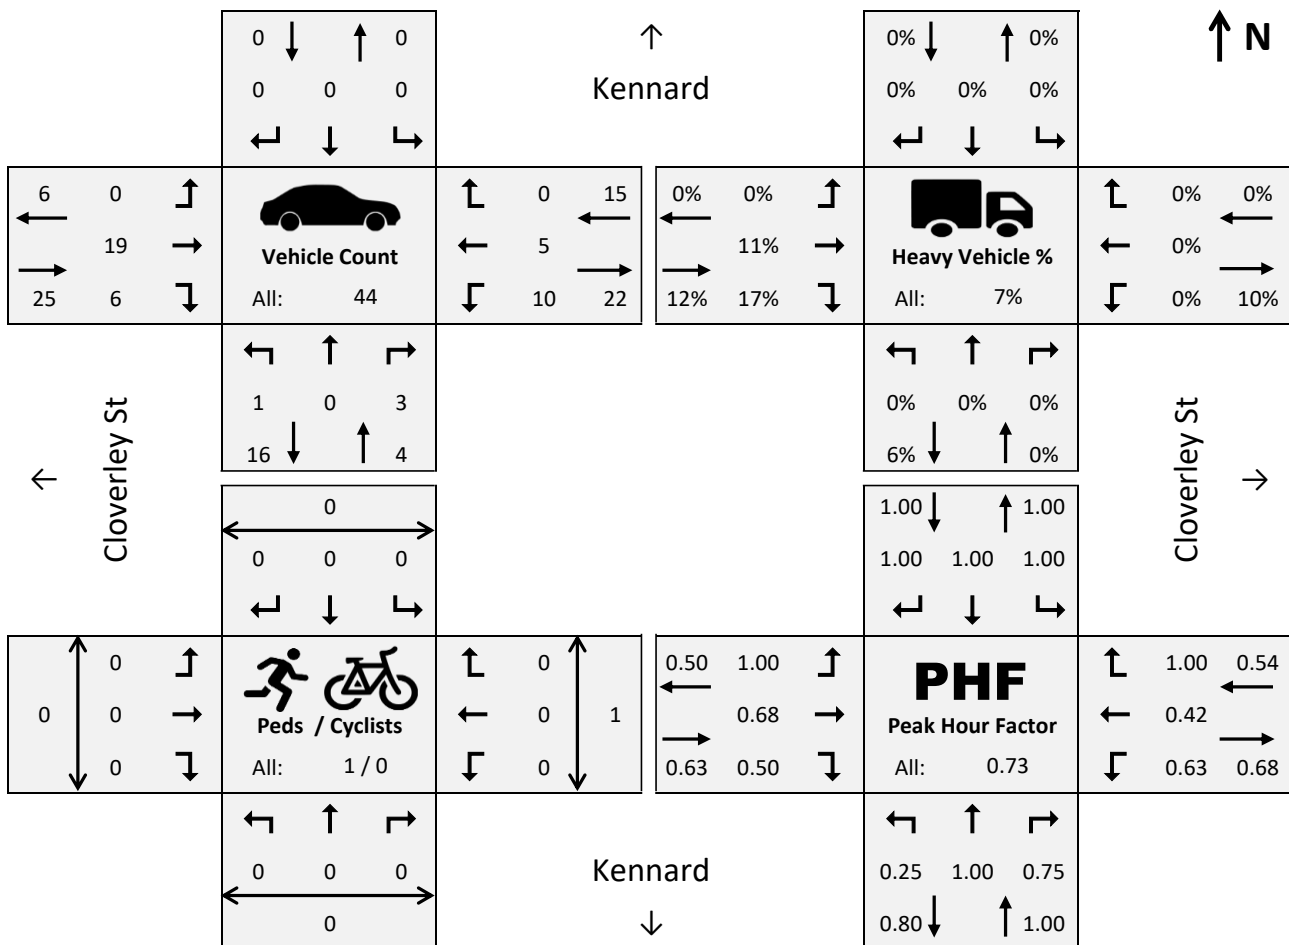 0 0 0% 0% N
Kennard
0 0 0 0% 0% 0%
6 0 0 15 0% 0% 0% 0%
19 5 11% 0%
Vehicle Count Heavy Vehicle %
25 6 All: 44 10 22 12% 17% All: 7% 0% 10%
1 0 3 0% 0% 0%
16 4 6% 0%
Cloverley St Cloverley St
0 1.00 1.00
0 0 0 1.00 1.00 1.00
0 0 0.50 1.00 PHF 1.00 0.54
0 0 0 1 0.68 0.42
Peds / Cyclists Peak Hour Factor
0 All: 1 / 0 0 0.63 0.50 All: 0.73 0.63 0.68
0 0 0 Kennard 0.25 1.00 0.75
0 0.80 1.00